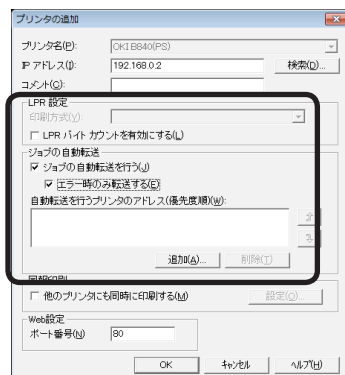 プリンタの追加
プリンタ名(P): OKI B840(PS)
IP アドレス(I): 192.168.0.2 検索(D)...
コメント(C):
LPR 設定
印刷方式(Y):
LPR バイトカウントを有効にする(L)
ジョブの自動転送
ジョブの自動転送を行う(J)
エラー時のみ転送する(E)
自動転送を行うプリンタのアドレス(優先度順)(W):
追加(A)... 削除(T)
同報印刷
他のプリンタにも同時に印刷する(M) 設定(O)...
Web設定
ポート番号(N) 80
OK キャンセル ヘルプ(H)